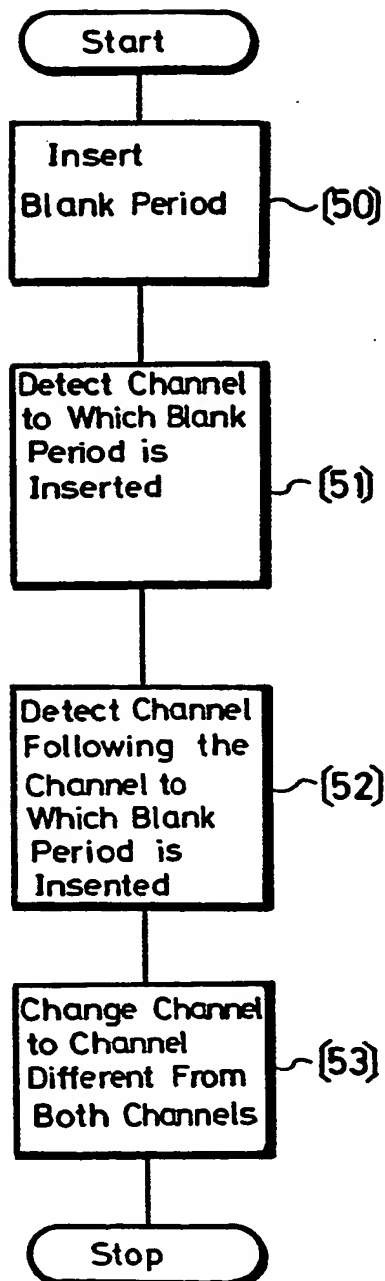 Start
Insert
Blank Period
[50]
Detect Channel
to Which Blank
Period is
Inserted
[51]
Detect Channel
Following the
Channel to
Which Blank
Period is
Insented
[52]
Change Channel
to Channel
Different From
Both Channels
[53]
Stop